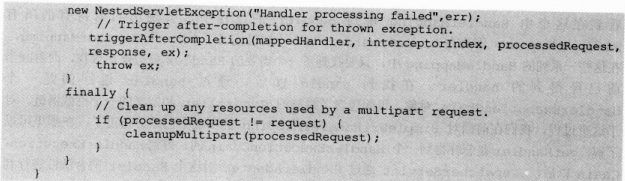 new NestedServletException("Handler processing failed",err);
// Trigger after-completion for thrown exception.
triggerAfterCompletion(mappedHandler, interceptorIndex, processedRequest,
response, ex);
throw ex;
}
finally {
// Clean up any resources used by a multipart request.
if (processedRequest != request) {
cleanupMultipart(processedRequest);
}
}
}